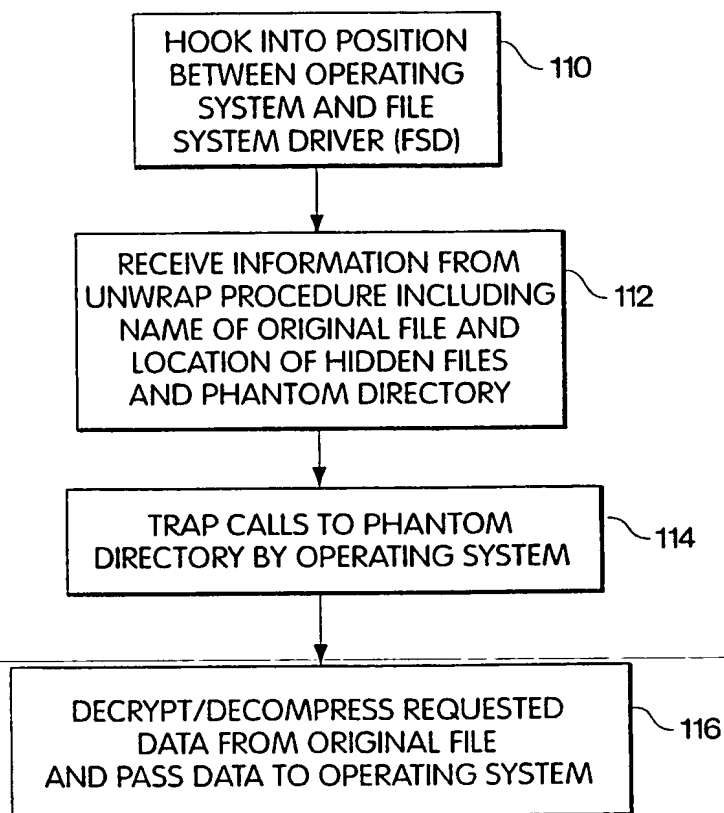 HOOK INTO POSITION
BETWEEN OPERATING
SYSTEM AND FILE
SYSTEM DRIVER (FSD)
110
RECEIVE INFORMATION FROM
UNWRAP PROCEDURE INCLUDING
NAME OF ORIGINAL FILE AND
LOCATION OF HIDDEN FILES
AND PHANTOM DIRECTORY
112
TRAP CALLS TO PHANTOM
DIRECTORY BY OPERATING SYSTEM
114
DECRYPT/DECOMPRESS REQUESTED
DATA FROM ORIGINAL FILE
AND PASS DATA TO OPERATING SYSTEM
116